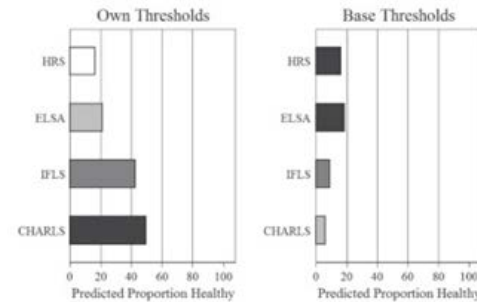 Own Thresholds
HRS
ELSA
IFLS
CHARLS
0 20 40 60 80 100
Predicted Proportion Healthy
Base Thresholds
HRS
ELSA
IFLS
CHARLS
0 20 40 60 80 100
Predicted Proportion Healthy